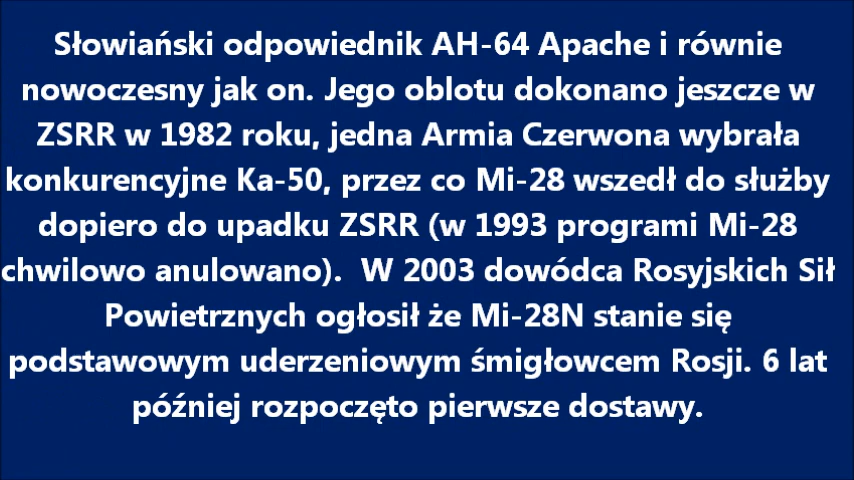 Słowiański odpowiednik AH-64 Apache i równie
nowoczesny jak on. Jego oblotu dokonano jeszcze w
ZSRR w 1982 roku, jedna Armia Czerwona wybrała
konkurencyjne Ka-50, przez co Mi-28 wszedł do służby
dopiero do upadku ZSRR (w 1993 programi Mi-28
chwilowo anulowano).  W 2003 dowódca Rosyjskich Sił
Powietrznych ogłosił że Mi-28N stanie się
podstawowym uderzeniowym śmigłowcem Rosji. 6 lat
później rozpoczęto pierwsze dostawy.